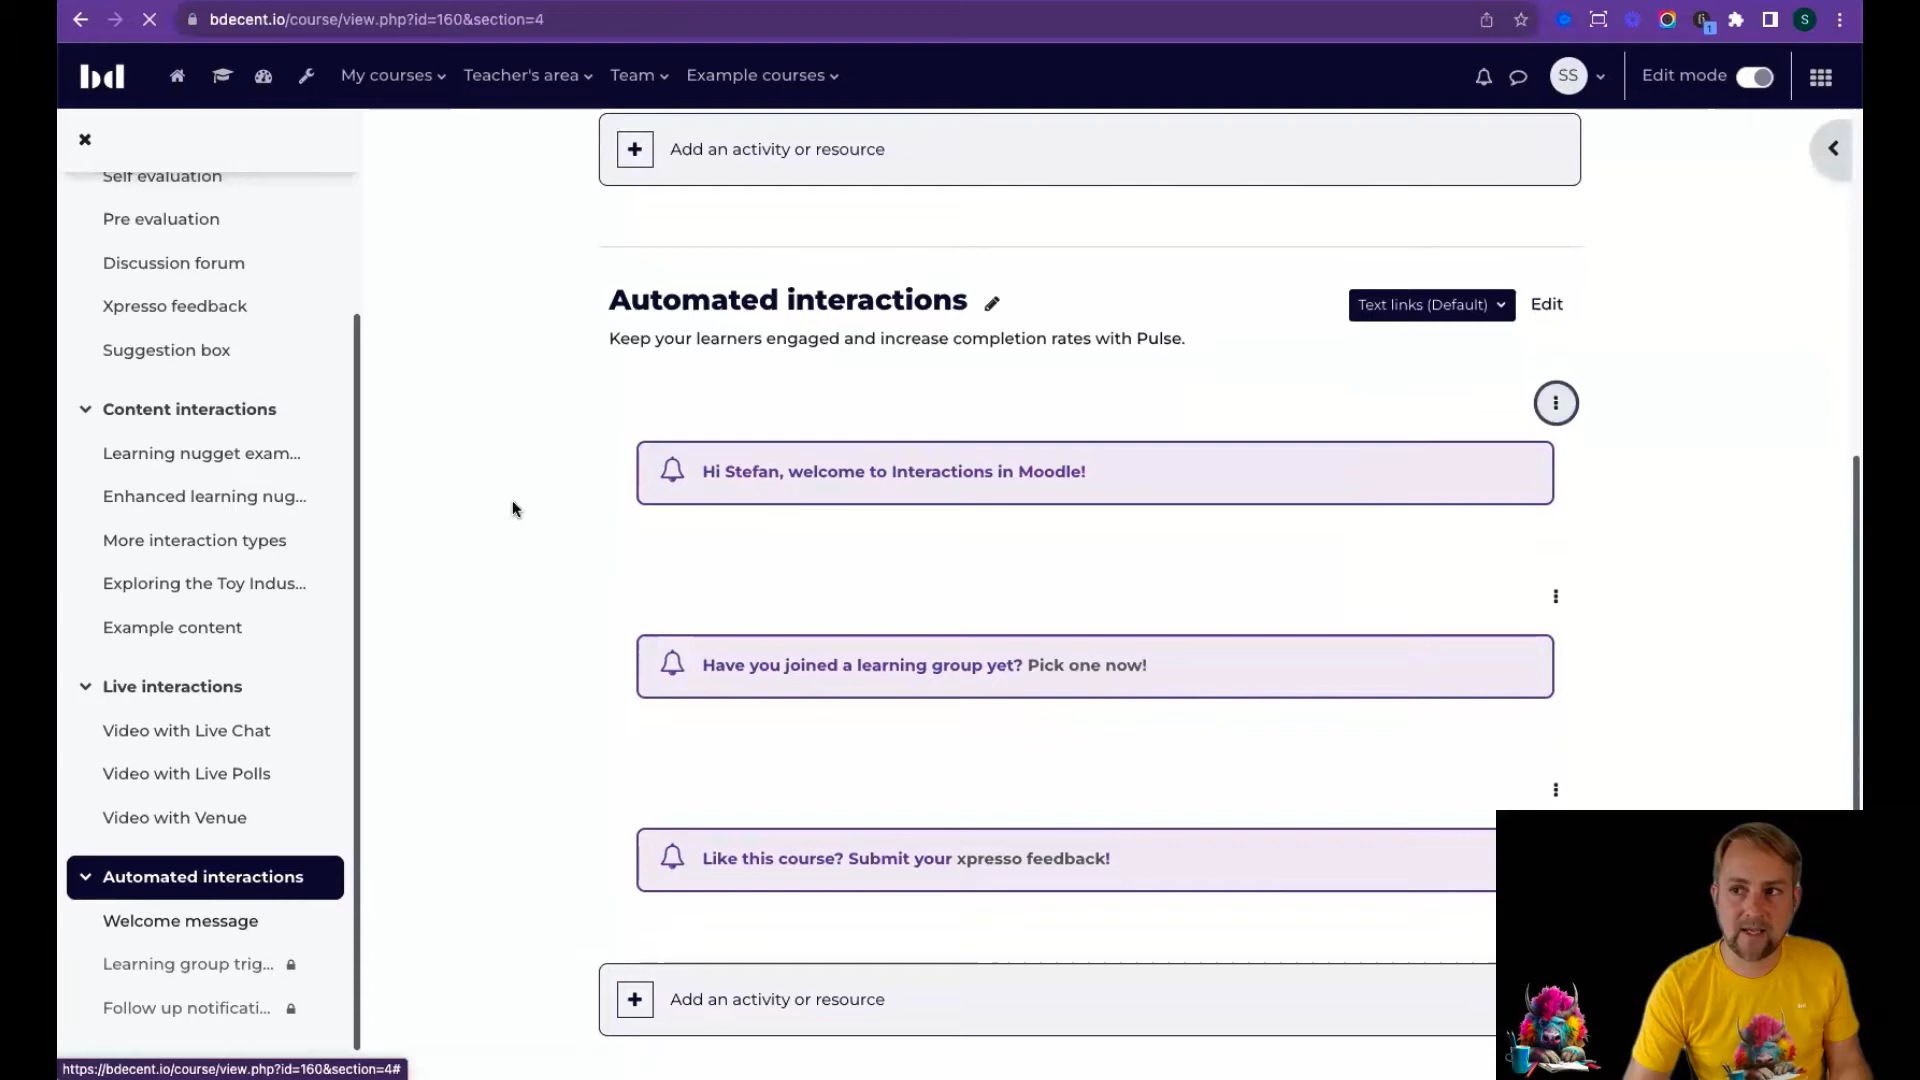 bdecent.io/course/view.php?id=160&section=4
bd
My courses
Teacher's area
Team
Example courses
SS
Edit mode
S
1
Self evaluation
Pre evaluation
Discussion forum
Xpresso feedback
Suggestion box
Content interactions
Learning nugget exam...
Enhanced learning nug...
More interaction types
Exploring the Toy Indus...
Example content
Live interactions
Video with Live Chat
Video with Live Polls
Video with Venue
Automated interactions
Welcome message
Learning group trig...
Follow up notificati...
https://bdecent.io/course/view.php?id=160&section=4#
Add an activity or resource
Automated interactions
Text links (Default)
Edit
Keep your learners engaged and increase completion rates with Pulse.
Hi Stefan, welcome to Interactions in Moodle!
Have you joined a learning group yet? Pick one now!
Like this course? Submit your xpresso feedback!
Add an activity or resource